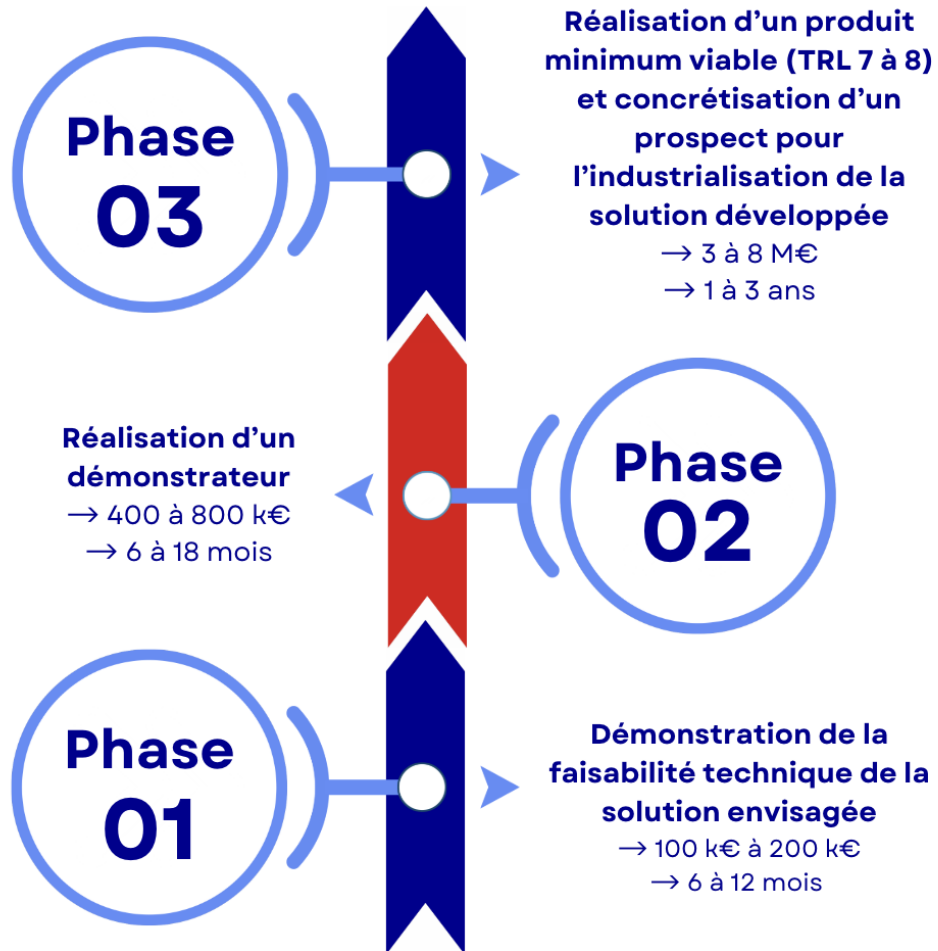 Phase
03
Réalisation d’un produit
minimum viable (TRL 7 à 8)
et concrétisation d’un
prospect pour
l’industrialisation de la
solution développée
→ 3 à 8 M€
→ 1 à 3 ans
Réalisation d’un
démonstrateur
→ 400 à 800 k€
→ 6 à 18 mois
Phase
02
Phase
01
Démonstration de la
faisabilité technique de la
solution envisagée
→ 100 k€ à 200 k€
→ 6 à 12 mois